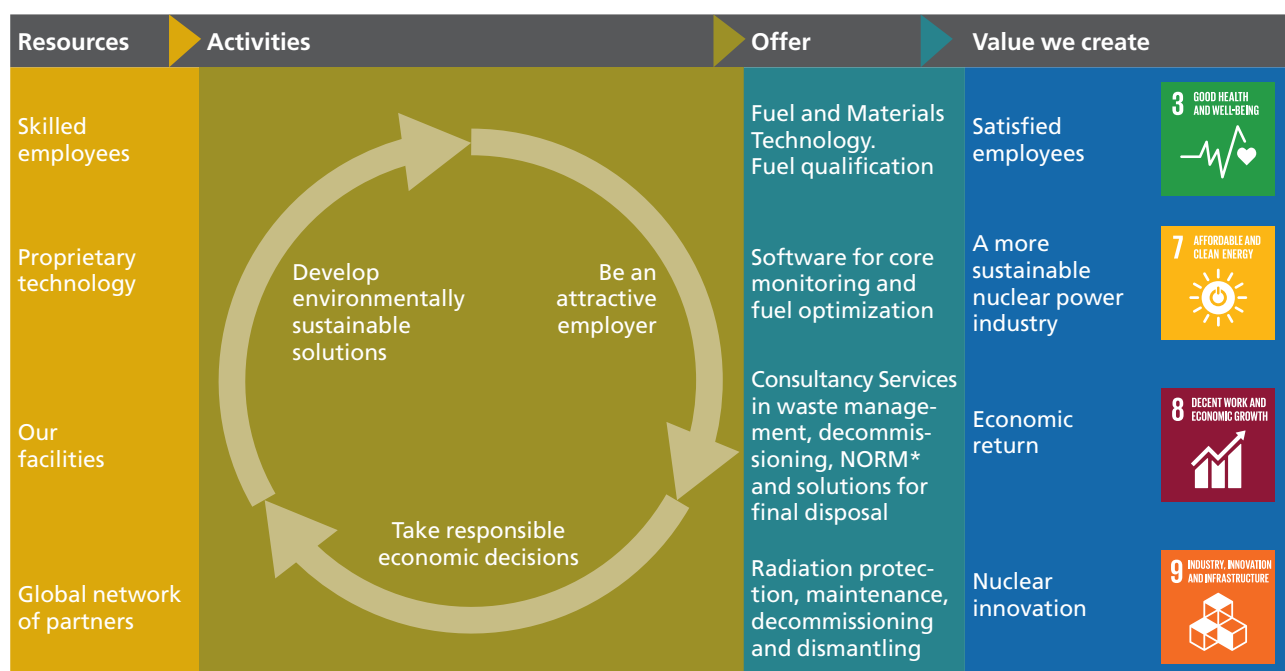 Resources
Activities
Offer
Value we create
Skilled
employees
Proprietary
technology
Our
facilities
Global network
of partners
Develop
environmentally
sustainable
solutions
Be an
attractive
employer
Take responsible
economic decisions
Fuel and Materials
Technology.
Fuel qualification
Software for core
monitoring and
fuel optimization
Consultancy Services
in waste manage-
ment, decommis-
sioning, NORM*
and solutions for
final disposal
Radiation protec-
tion, maintenance,
decommissioning
and dismantling
Satisfied
employees
3 GOOD HEALTH
AND WELL-BEING
A more
sustainable
nuclear power
industry
7 AFFORDABLE AND
CLEAN ENERGY
Economic
return
8 DECENT WORK AND
ECONOMIC GROWTH
Nuclear
innovation
9 INDUSTRY, INNOVATION
AND INFRASTRUCTURE